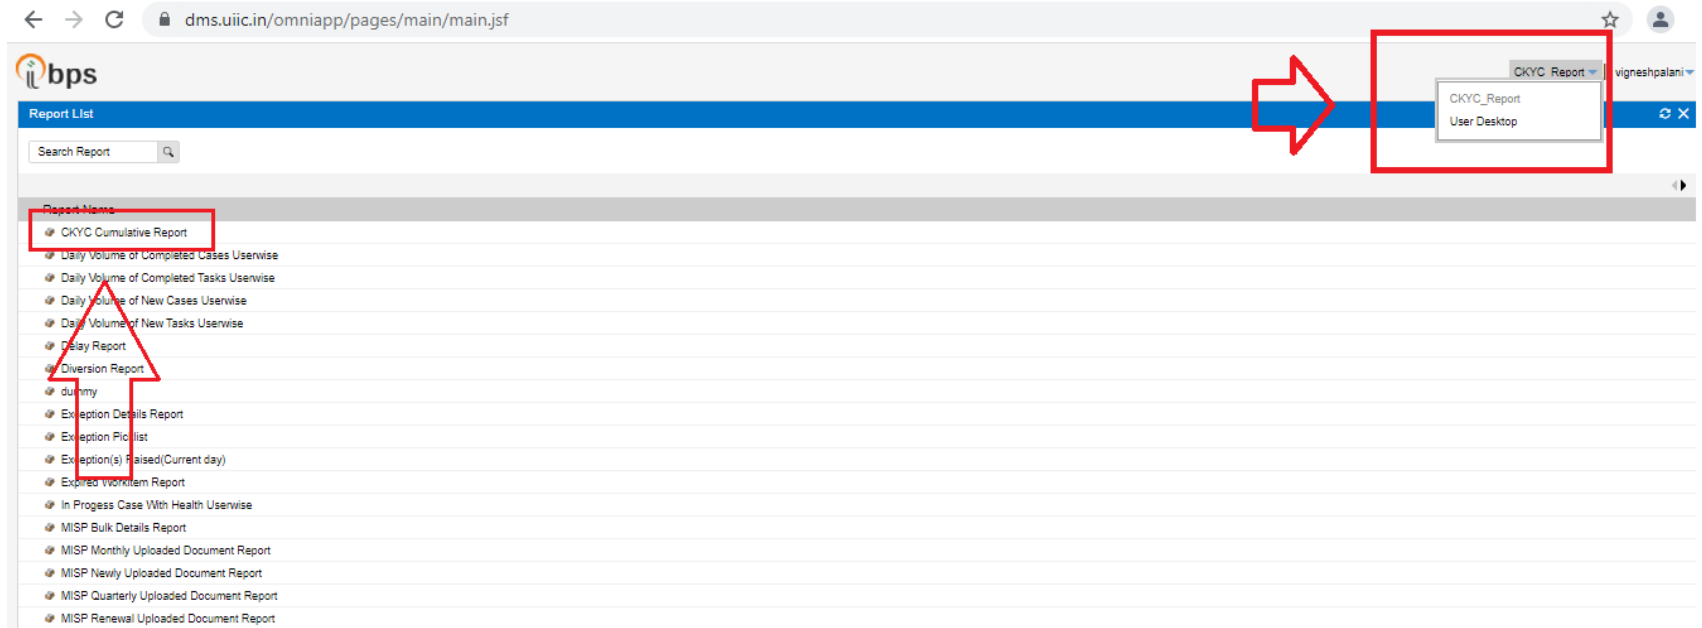 dms.uiic.in/omniapp/pages/main/main.jsf
ibps
CKYC_Report
vigneshpalani
CKYC_Report
User Desktop
Report List
Search Report
Report Name
CKYC Cumulative Report
Daily Volume of Completed Cases Userwise
Daily Volume of Completed Tasks Userwise
Daily Volume of New Cases Userwise
Daily Volume of New Tasks Userwise
Delay Report
Diversion Report
dummy
Exception Details Report
Exception Picklist
Exception(s) Raised(Current day)
Expired Workitem Report
In Progess Case With Health Userwise
MISP Bulk Details Report
MISP Monthly Uploaded Document Report
MISP Newly Uploaded Document Report
MISP Quarterly Uploaded Document Report
MISP Renewal Uploaded Document Report